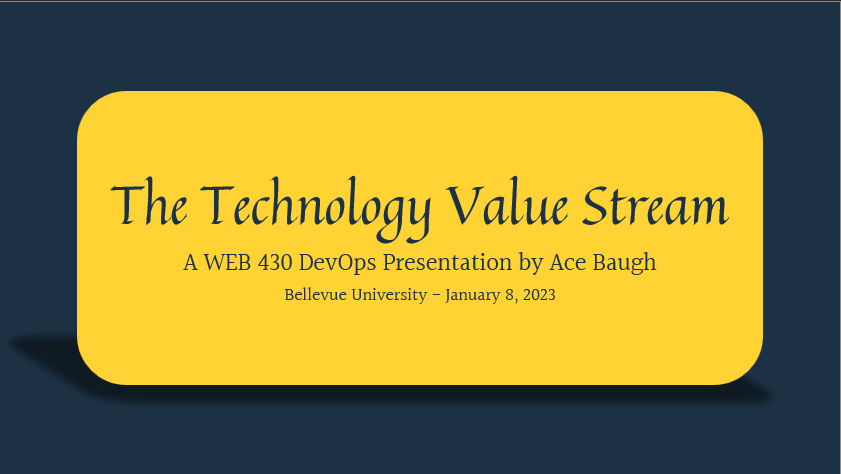 The Technology Value Stream
A WEB 430 DevOps Presentation by Ace Baugh
Bellevue University – January 8, 2023